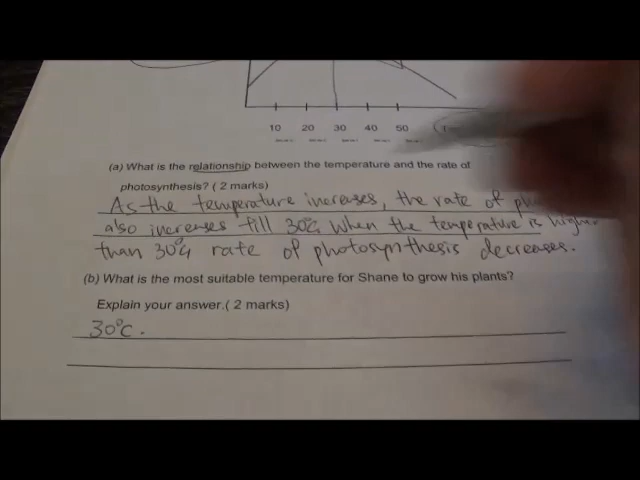 10 20 30 40 50
(a) What is the relationship between the temperature and the rate of
photosynthesis? ( 2 marks)
As the temperature increases, the rate of
also increases till 30°C, when the temperature is higher
than 30°C, rate of photosynthesis decreases.
(b) What is the most suitable temperature for Shane to grow his plants?
Explain your answer.( 2 marks)
30°C.